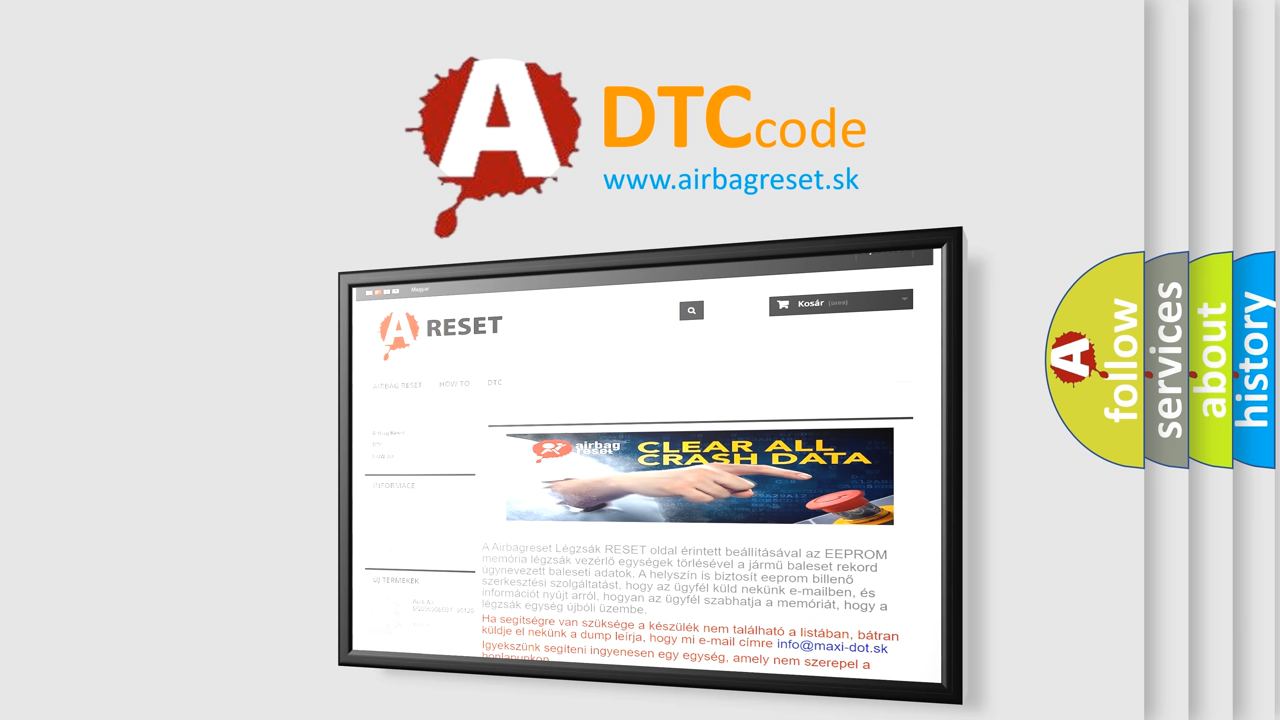 A DTC code
www.airbagreset.sk
Magyar
A RESET
Kosár (üres)
AIRBAG RESET HOW TO DTC
INFORMACE
airbag
reset
CLEAR ALL
CRASH DATA
A Airbagreset Légzsák RESET oldal érintett beállításával az EEPROM
memória légzsák vezérlő egységek törlésével a jármű baleset rekord
úgynevezett baleseti adatok. A helyszín is biztosít eeprom billenő
szerkesztési szolgáltatást, hogy az ügyfél küld nekünk e-mailben, és
információt nyújt arról, hogyan az ügyfél szabhatja a memóriát, hogy a
légzsák egység újbóli üzembe.
Ha segítségre van szüksége a készülék nem található a listában, bátran
küldje el nekünk a dump leírja, hogy mi e-mail címre info@maxi-dot.sk
Igyekszünk segíteni ingyenesen egy egység, amely nem szerepel a
honlapunkon
ÚJ TERMÉKEK
A follow
services
about
history